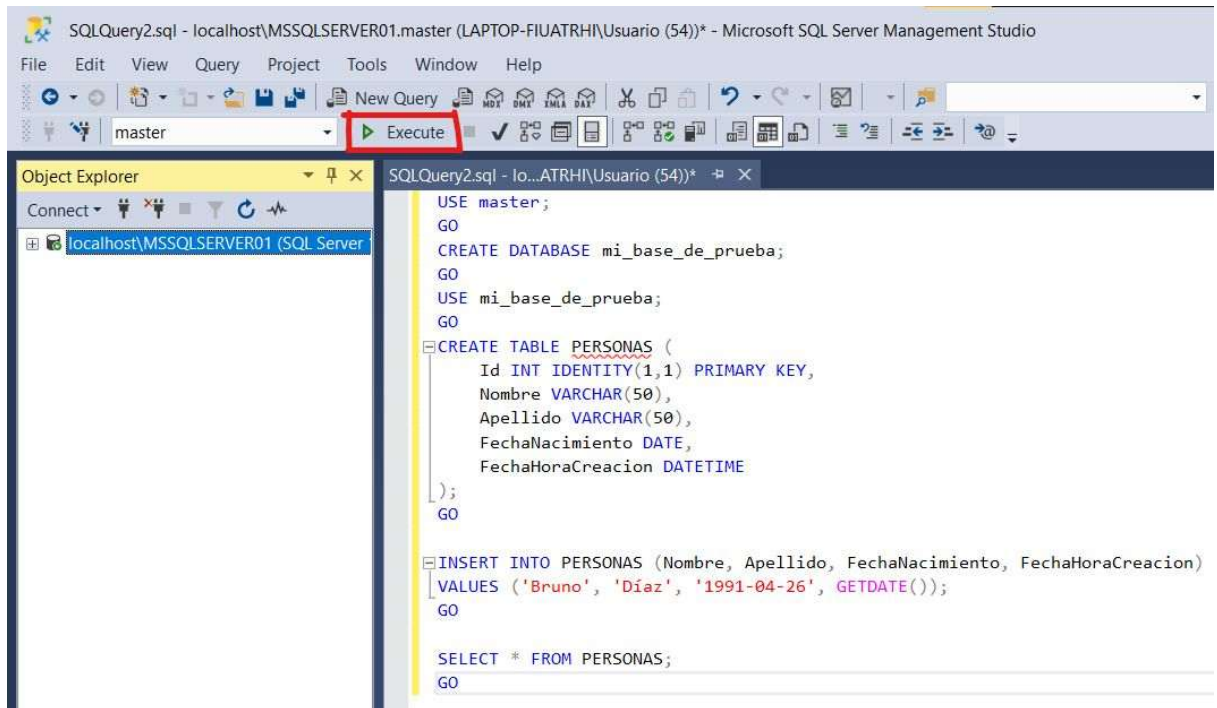 SQLQuery2.sql - localhost\MSSQLSERVER01.master (LAPTOP-FIUATRHI\Usuario (54))* - Microsoft SQL Server Management Studio
File Edit View Query Project Tools Window Help
New Query MDX DMX XMLA DAX
master Execute
Object Explorer
SQLQuery2.sql - lo...ATRHI\Usuario (54))*
Connect
localhost\MSSQLSERVER01 (SQL Server
USE master;
GO
CREATE DATABASE mi_base_de_prueba;
GO
USE mi_base_de_prueba;
GO
CREATE TABLE PERSONAS (
Id INT IDENTITY(1,1) PRIMARY KEY,
Nombre VARCHAR(50),
Apellido VARCHAR(50),
FechaNacimiento DATE,
FechaHoraCreacion DATETIME
);
GO
INSERT INTO PERSONAS (Nombre, Apellido, FechaNacimiento, FechaHoraCreacion)
VALUES ('Bruno', 'Díaz', '1991-04-26', GETDATE());
GO
SELECT * FROM PERSONAS;
GO